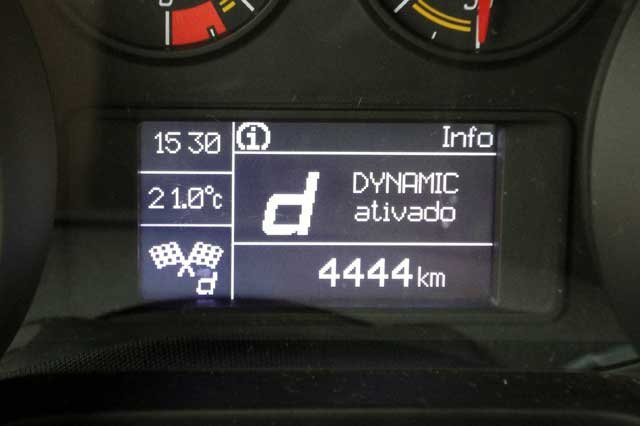 15 30
i Info
21.0°c
d DYNAMIC
ativado
d
4444 km